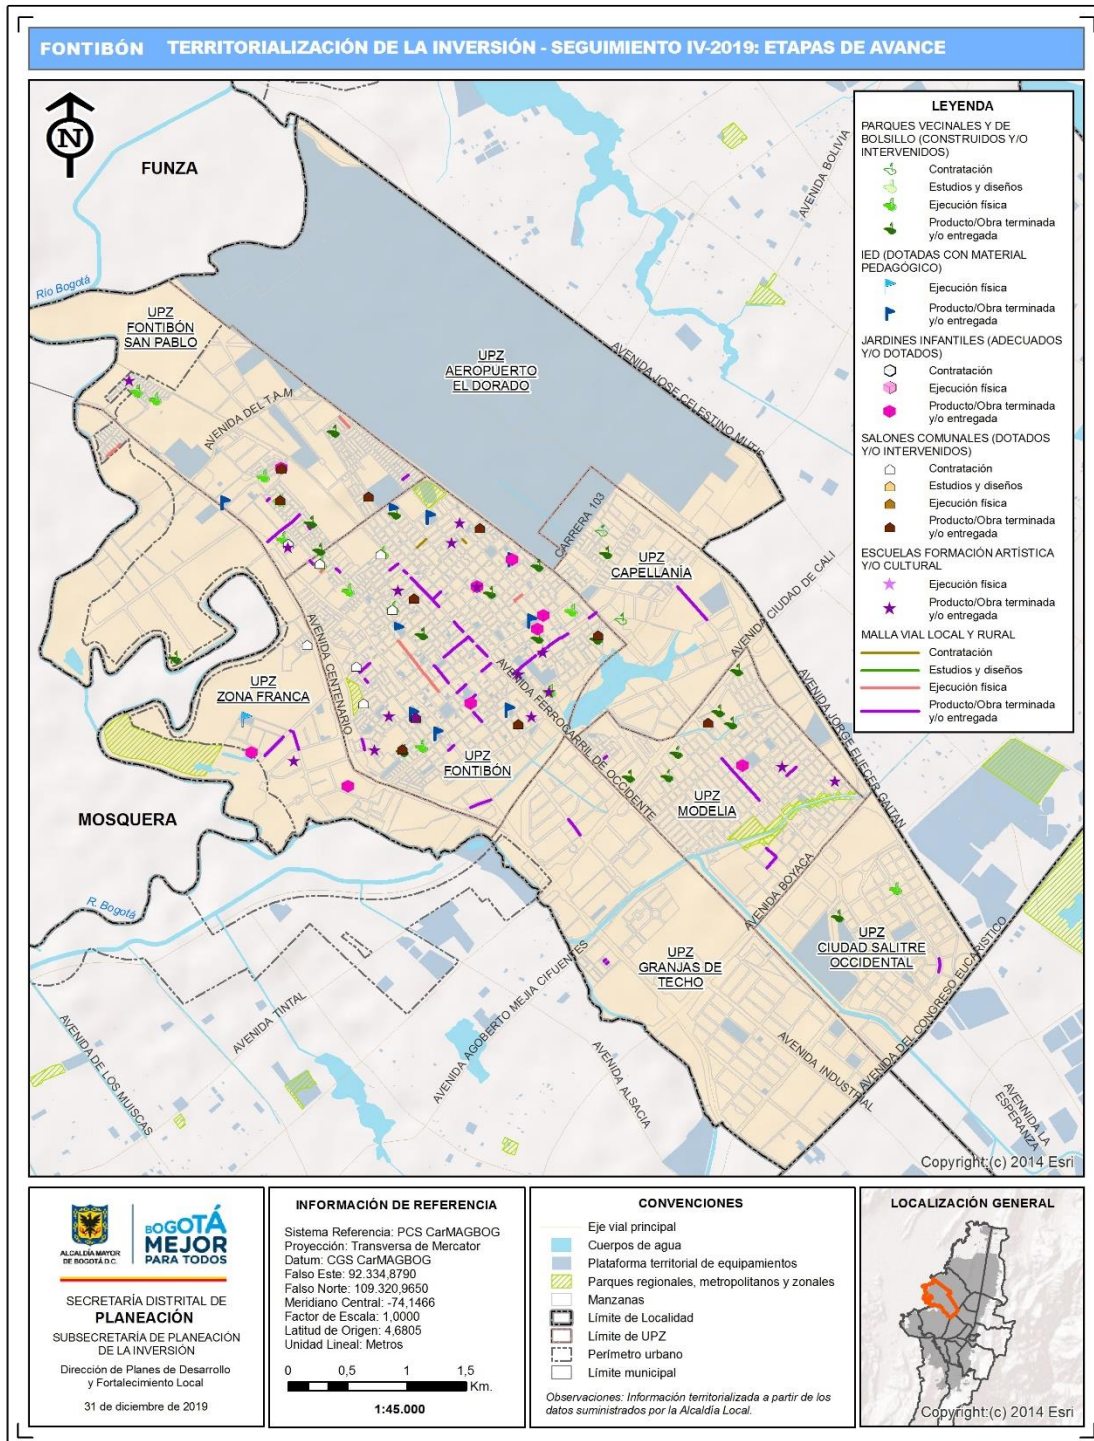 FONTIBÓN TERRITORIALIZACIÓN DE LA INVERSIÓN - SEGUIMIENTO IV-2019: ETAPAS DE AVANCE
N
FUNZA
Río Bogotá
UPZ
FONTIBÓN
SAN PABLO
AVENIDA DEL T.A.M
UPZ
AEROPUERTO
EL DORADO
AVENIDA JOSE CELESTINO MUTIS
AVENIDA BOLIVIA
CARRERA 103
UPZ
CAPELLANÍA
AVENIDA CIUDAD DE CALI
UPZ
ZONA FRANCA
AVENIDA CENTENARIO
AVENIDA FERROCARRIL DE OCCIDENTE
AVENIDA JORGE ELIECER GAITAN
UPZ
FONTIBÓN
UPZ
MODELIA
MOSQUERA
R. Bogotá
AVENIDA BOYACA
UPZ
CIUDAD SALITRE
OCCIDENTAL
UPZ
GRANJAS DE
TECHO
AVENIDA DEL CONGRESO EUCARISTICO
AVENIDA INDUSTRIAL
AVENIDA AGOBERTO MEJIA CIFUENTES
AVENIDA TINTAL
AVENIDA DE LOS MUISCAS
AVENIDA ALSACIA
AVENNIDA LA
ESPERANZA
Copyright:(c) 2014 Esri
LEYENDA
PARQUES VECINALES Y DE
BOLSILLO (CONSTRUIDOS Y/O
INTERVENIDOS)
Contratación
Estudios y diseños
Ejecución física
Producto/Obra terminada
y/o entregada
IED (DOTADAS CON MATERIAL
PEDAGÓGICO)
Ejecución física
Producto/Obra terminada
y/o entregada
JARDINES INFANTILES (ADECUADOS
Y/O DOTADOS)
Contratación
Ejecución física
Producto/Obra terminada
y/o entregada
SALONES COMUNALES (DOTADOS
Y/O INTERVENIDOS)
Contratación
Estudios y diseños
Ejecución física
Producto/Obra terminada
y/o entregada
ESCUELAS FORMACIÓN ARTÍSTICA
Y/O CULTURAL
Ejecución física
Producto/Obra terminada
y/o entregada
MALLA VIAL LOCAL Y RURAL
Contratación
Estudios y diseños
Ejecución física
Producto/Obra terminada
y/o entregada
ALCALDÍA MAYOR
DE BOGOTÁ D.C.
BOGOTÁ
MEJOR
PARA TODOS
SECRETARÍA DISTRITAL DE
PLANEACIÓN
SUBSECRETARÍA DE PLANEACIÓN
DE LA INVERSIÓN
Dirección de Planes de Desarrollo
y Fortalecimiento Local
31 de diciembre de 2019
INFORMACIÓN DE REFERENCIA
Sistema Referencia: PCS CarMAGBOG
Proyección: Transversa de Mercator
Datum: CGS CarMAGBOG
Falso Este: 92.334,8790
Falso Norte: 109.320,9650
Meridiano Central: -74,1466
Factor de Escala: 1,0000
Latitud de Origen: 4,6805
Unidad Lineal: Metros
0 0,5 1 1,5
Km.
1:45.000
CONVENCIONES
Eje vial principal
Cuerpos de agua
Plataforma territorial de equipamientos
Parques regionales, metropolitanos y zonales
Manzanas
Límite de Localidad
Límite de UPZ
Perímetro urbano
Límite municipal
Observaciones: Información territorializada a partir de los
datos suministrados por la Alcaldía Local.
LOCALIZACIÓN GENERAL
Copyright:(c) 2014 Esri